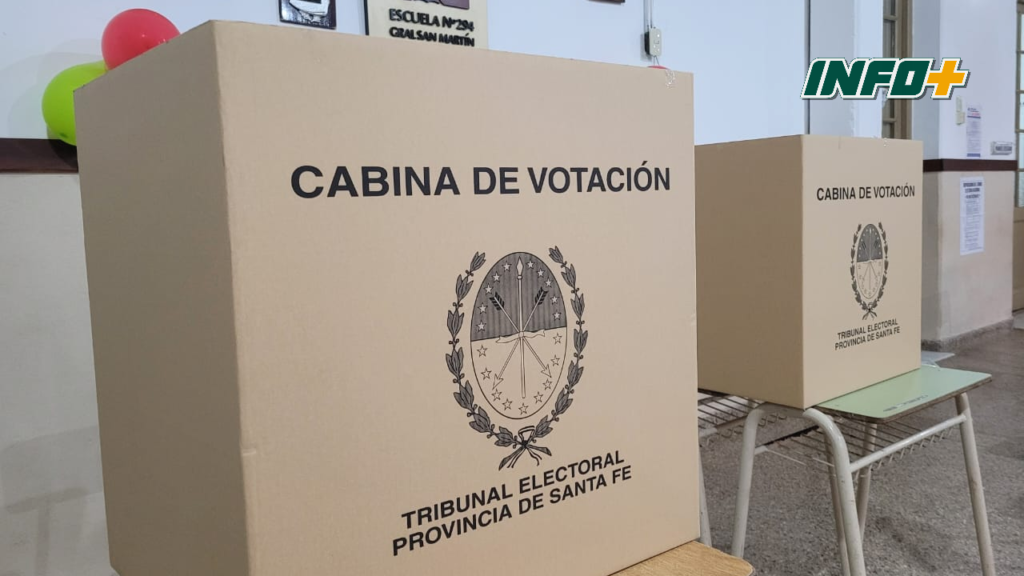 ESCUELA Nº294
GRAL SAN MARTÍN
INFO+
CABINA DE VOTACIÓN
TRIBUNAL ELECTORAL
PROVINCIA DE SANTA FE
CABINA DE VOTACIÓN
TRIBUNAL ELECTORAL
PROVINCIA DE SANTA FE